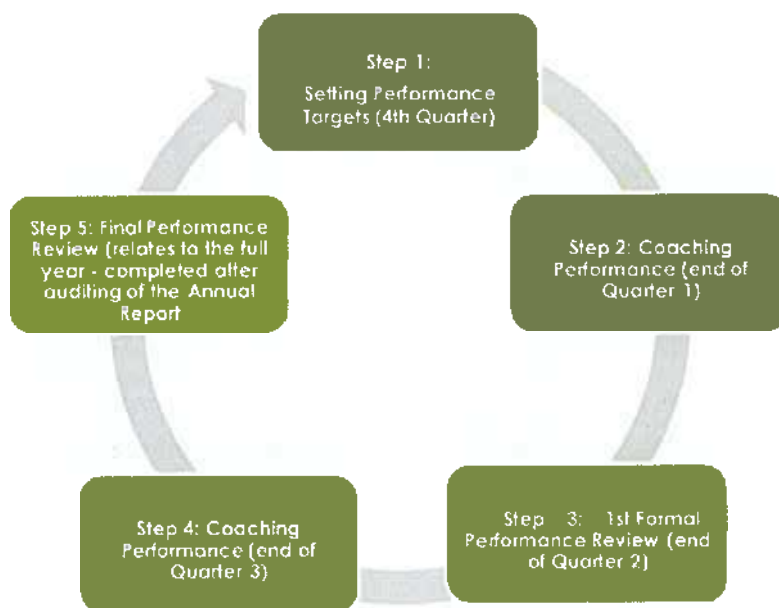 Step 1:
Setting Performance
Targets (4th Quarter)
Step 2: Coaching
Performance (end of
Quarter 1)
Step 3: 1st Formal
Performance Review (end
of Quarter 2)
Step 4: Coaching
Performance (end of
Quarter 3)
Step 5: Final Performance
Review (relates to the full
year - completed after
auditing of the Annual
Report